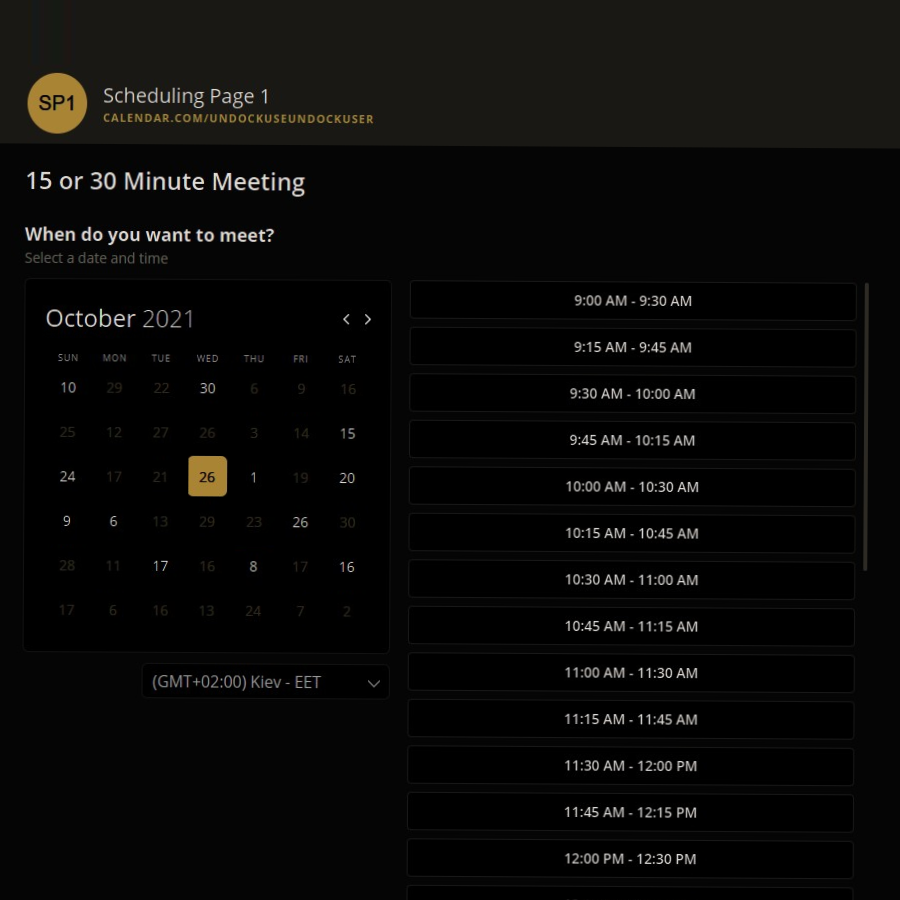 SP1
Scheduling Page 1
CALENDAR.COM/UNDOCKUSEUNDOCKUSER
15 or 30 Minute Meeting
When do you want to meet?
Select a date and time
October 2021
SUN MON TUE WED THU FRI SAT
10 29 22 30 6 9 16
25 12 27 26 3 14 15
24 17 21 26 1 19 20
9 6 13 29 23 26 30
28 11 17 16 8 17 16
17 6 16 13 24 7 2
(GMT+02:00) Kiev - EET
9:00 AM - 9:30 AM
9:15 AM - 9:45 AM
9:30 AM - 10:00 AM
9:45 AM - 10:15 AM
10:00 AM - 10:30 AM
10:15 AM - 10:45 AM
10:30 AM - 11:00 AM
10:45 AM - 11:15 AM
11:00 AM - 11:30 AM
11:15 AM - 11:45 AM
11:30 AM - 12:00 PM
11:45 AM - 12:15 PM
12:00 PM - 12:30 PM